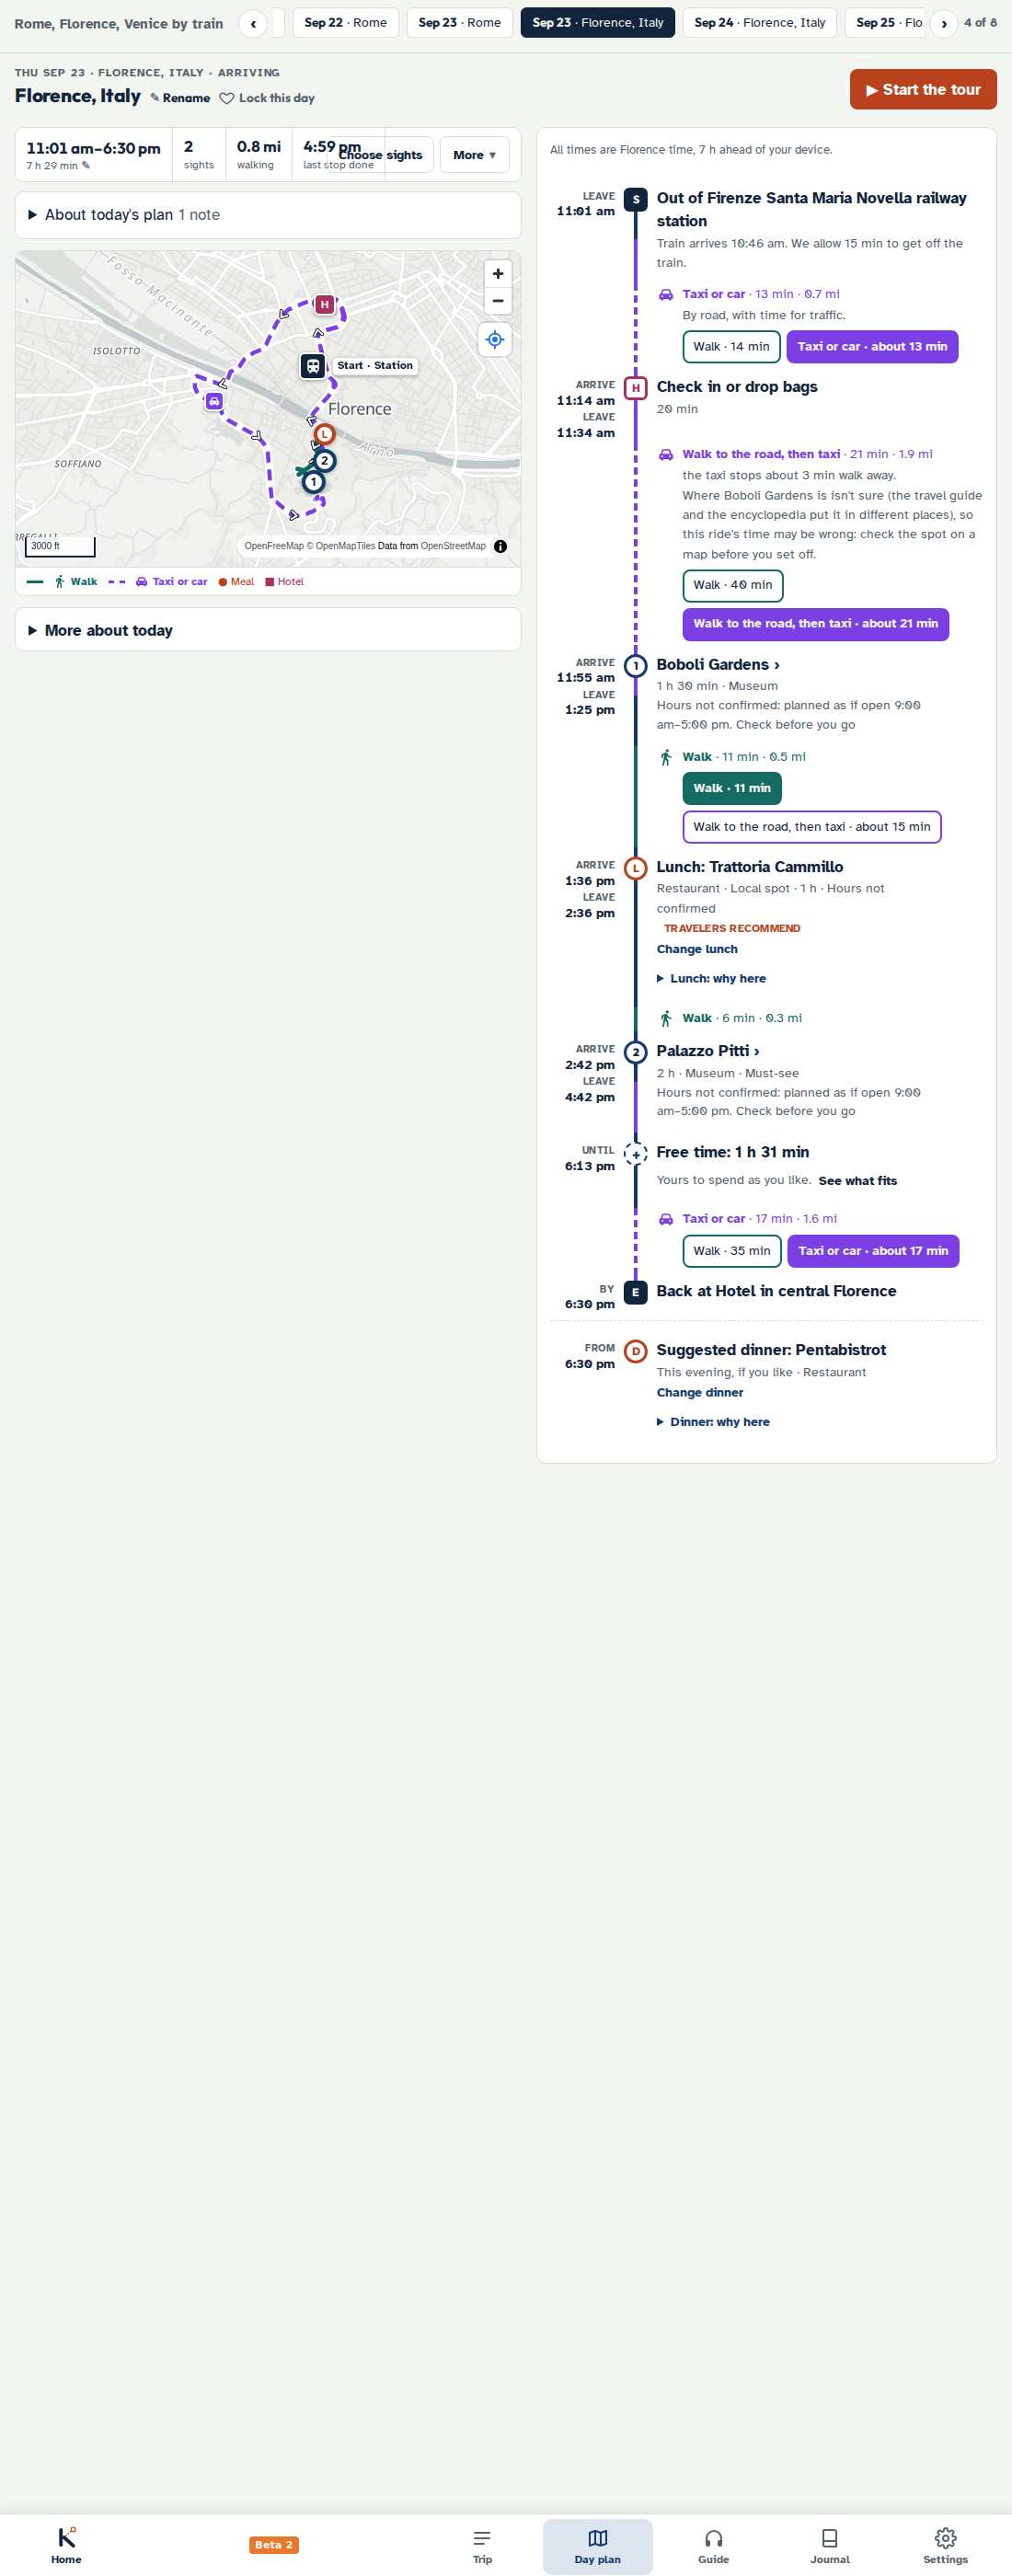 Rome, Florence, Venice by train
‹
Sep 22 · Rome
Sep 23 · Rome
Sep 23 · Florence, Italy
Sep 24 · Florence, Italy
Sep 25 · Flo
›
4 of 8
THU SEP 23 · FLORENCE, ITALY · ARRIVING
Florence, Italy ✎ Rename Lock this day
▶ Start the tour
11:01 am–6:30 pm
7 h 29 min ✎
2
sights
0.8 mi
walking
4:59 pm
last stop done
Choose sights
More ▾
▶ About today's plan 1 note
Fosso Macinante
ISOLOTTO
SOFFIANO
H
Start · Station
Florence
Arno
L
2
1
+
−
3000 ft
OpenFreeMap © OpenMapTiles Data from OpenStreetMap
Walk
Taxi or car
Meal
Hotel
▶ More about today
All times are Florence time, 7 h ahead of your device.
LEAVE
11:01 am
S
Out of Firenze Santa Maria Novella railway
station
Train arrives 10:46 am. We allow 15 min to get off the
train.
Taxi or car · 13 min · 0.7 mi
By road, with time for traffic.
Walk · 14 min
Taxi or car · about 13 min
ARRIVE
11:14 am
LEAVE
11:34 am
H
Check in or drop bags
20 min
Walk to the road, then taxi · 21 min · 1.9 mi
the taxi stops about 3 min walk away.
Where Boboli Gardens is isn't sure (the travel guide
and the encyclopedia put it in different places), so
this ride's time may be wrong: check the spot on a
map before you set off.
Walk · 40 min
Walk to the road, then taxi · about 21 min
ARRIVE
11:55 am
LEAVE
1:25 pm
1
Boboli Gardens ›
1 h 30 min · Museum
Hours not confirmed: planned as if open 9:00
am–5:00 pm. Check before you go
Walk · 11 min · 0.5 mi
Walk · 11 min
Walk to the road, then taxi · about 15 min
ARRIVE
1:36 pm
LEAVE
2:36 pm
L
Lunch: Trattoria Cammillo
Restaurant · Local spot · 1 h · Hours not
confirmed
TRAVELERS RECOMMEND
Change lunch
▶ Lunch: why here
Walk · 6 min · 0.3 mi
ARRIVE
2:42 pm
LEAVE
4:42 pm
2
Palazzo Pitti ›
2 h · Museum · Must-see
Hours not confirmed: planned as if open 9:00
am–5:00 pm. Check before you go
UNTIL
6:13 pm
+
Free time: 1 h 31 min
Yours to spend as you like. See what fits
Taxi or car · 17 min · 1.6 mi
Walk · 35 min
Taxi or car · about 17 min
BY
6:30 pm
E
Back at Hotel in central Florence
FROM
6:30 pm
D
Suggested dinner: Pentabistrot
This evening, if you like · Restaurant
Change dinner
▶ Dinner: why here
Home
Beta 2
Trip
Day plan
Guide
Journal
Settings